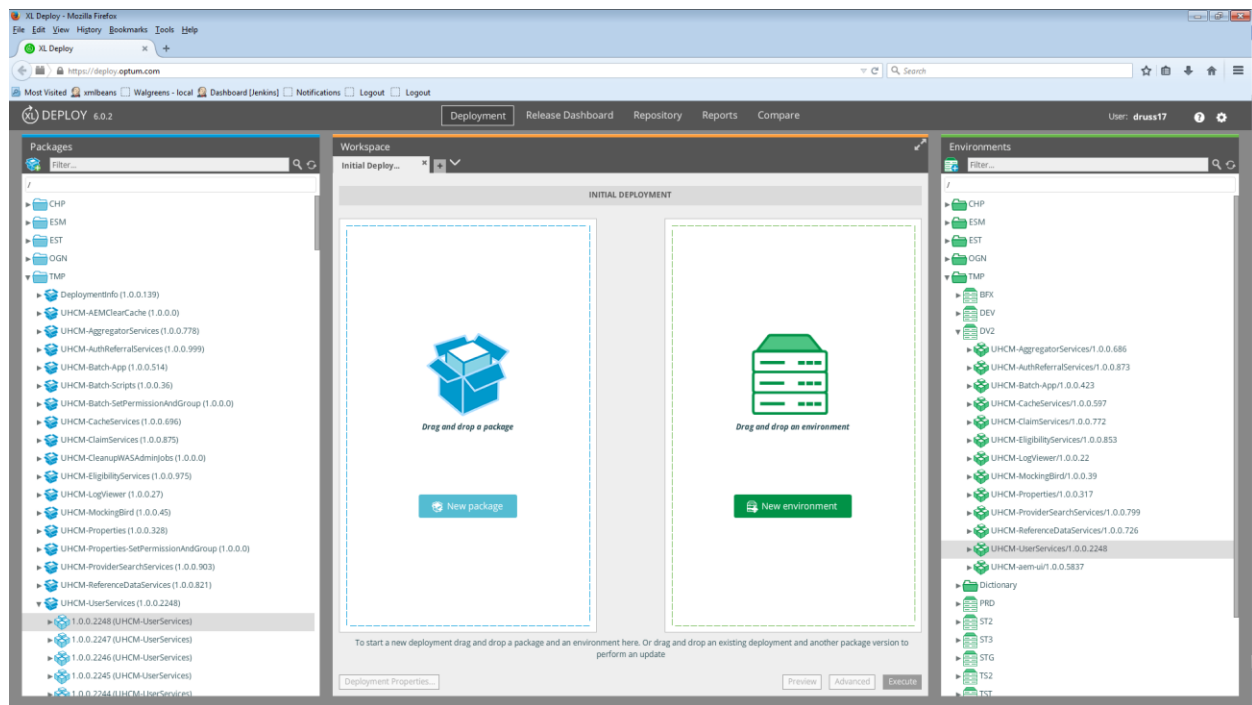 XL Deploy - Mozilla Firefox
File Edit View History Bookmarks Tools Help
XL Deploy
https://deploy.optum.com
Search
Most Visited xmlbeans Walgreens - local Dashboard [Jenkins] Notifications Logout Logout
XL DEPLOY 6.0.2
Deployment Release Dashboard Repository Reports Compare
User: druss17
Packages
Filter...
/
CHP
ESM
EST
OGN
TMP
DeploymentInfo (1.0.0.139)
UHCM-AEMClearCache (1.0.0.0)
UHCM-AggregatorServices (1.0.0.778)
UHCM-AuthReferralServices (1.0.0.999)
UHCM-Batch-App (1.0.0.514)
UHCM-Batch-Scripts (1.0.0.36)
UHCM-Batch-SetPermissionAndGroup (1.0.0.0)
UHCM-CacheServices (1.0.0.696)
UHCM-ClaimServices (1.0.0.875)
UHCM-CleanupWASAdminJobs (1.0.0.0)
UHCM-EligibilityServices (1.0.0.975)
UHCM-LogViewer (1.0.0.27)
UHCM-MockingBird (1.0.0.45)
UHCM-Properties (1.0.0.328)
UHCM-Properties-SetPermissionAndGroup (1.0.0.0)
UHCM-ProviderSearchServices (1.0.0.903)
UHCM-ReferenceDataServices (1.0.0.821)
UHCM-UserServices (1.0.0.2248)
1.0.0.2248 (UHCM-UserServices)
1.0.0.2247 (UHCM-UserServices)
1.0.0.2246 (UHCM-UserServices)
1.0.0.2245 (UHCM-UserServices)
1.0.0.2244 (UHCM-UserServices)
Workspace
Initial Deploy...
INITIAL DEPLOYMENT
Drag and drop a package
New package
Drag and drop an environment
New environment
To start a new deployment drag and drop a package and an environment here. Or drag and drop an existing deployment and another package version to
perform an update
Deployment Properties...
Preview Advanced Execute
Environments
Filter...
/
CHP
ESM
EST
OGN
TMP
BFX
DEV
DV2
UHCM-AggregatorServices/1.0.0.686
UHCM-AuthReferralServices/1.0.0.873
UHCM-Batch-App/1.0.0.423
UHCM-CacheServices/1.0.0.597
UHCM-ClaimServices/1.0.0.772
UHCM-EligibilityServices/1.0.0.853
UHCM-LogViewer/1.0.0.22
UHCM-MockingBird/1.0.0.39
UHCM-Properties/1.0.0.317
UHCM-ProviderSearchServices/1.0.0.799
UHCM-ReferenceDataServices/1.0.0.726
UHCM-UserServices/1.0.0.2248
UHCM-aem-ui/1.0.0.5837
Dictionary
PRD
ST2
ST3
STG
TS2
TST